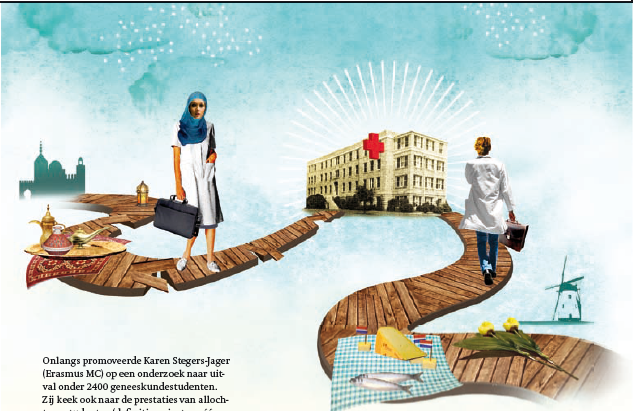 Onlangs promoveerde Karen Stegers-Jager
(Erasmus MC) op een onderzoek naar uit-
val onder 2400 geneeskundestudenten.
Zij keek ook naar de prestaties van alloch-